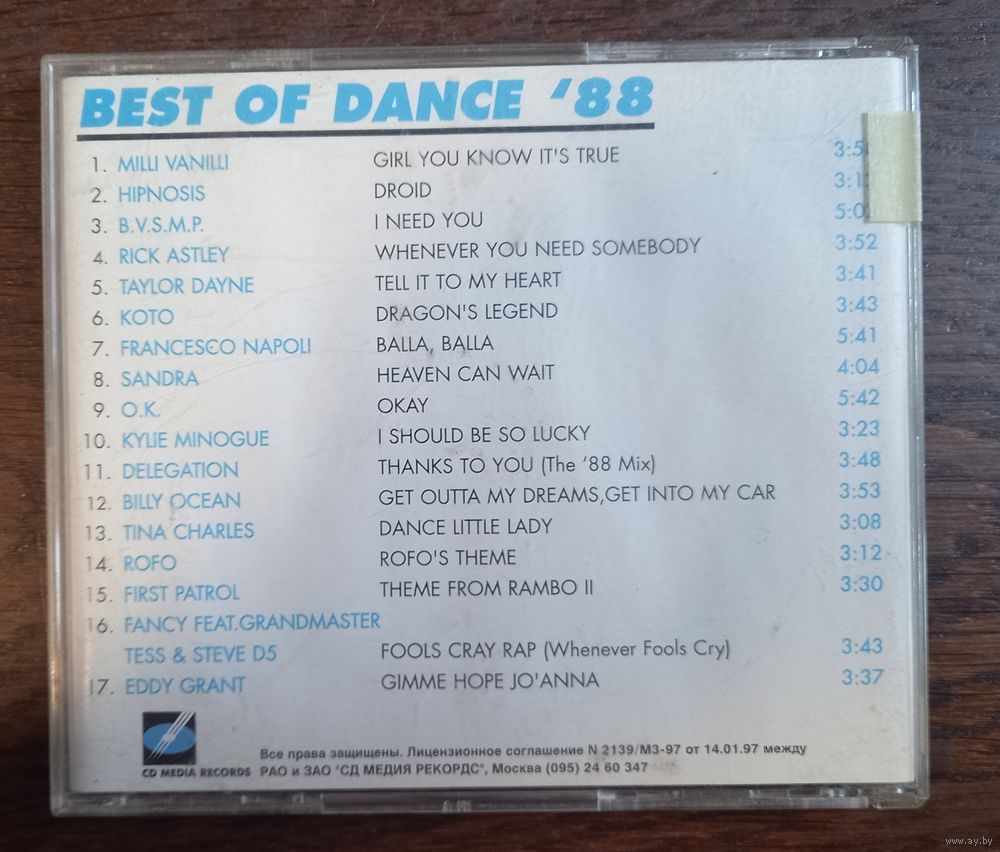 BEST OF DANCE '88
1. MILLI VANILLI GIRL YOU KNOW IT'S TRUE
2. HIPNOSIS DROID
3. B.V.S.M.P. I NEED YOU
4. RICK ASTLEY WHENEVER YOU NEED SOMEBODY 3:52
5. TAYLOR DAYNE TELL IT TO MY HEART 3:41
6. KOTO DRAGON'S LEGEND 3:43
7. FRANCESCO NAPOLI BALLA, BALLA 5:41
8. SANDRA HEAVEN CAN WAIT 4:04
9. O.K. OKAY 5:42
10. KYLIE MINOGUE I SHOULD BE SO LUCKY 3:23
11. DELEGATION THANKS TO YOU (The '88 Mix) 3:48
12. BILLY OCEAN GET OUTTA MY DREAMS,GET INTO MY CAR 3:53
13. TINA CHARLES DANCE LITTLE LADY 3:08
14. ROFO ROFO'S THEME 3:12
15. FIRST PATROL THEME FROM RAMBO II 3:30
16. FANCY FEAT.GRANDMASTER
TESS & STEVE D5 FOOLS CRAY RAP (Whenever Fools Cry) 3:43
17. EDDY GRANT GIMME HOPE JO'ANNA 3:37
CD MEDIA RECORDS
Все права защищены. Лицензионное соглашение N 2139/МЗ-97 от 14.01.97 между
РАО и ЗАО "СД МЕДИЯ РЕКОРДС", Москва (095) 24 60 347
www.ay.by